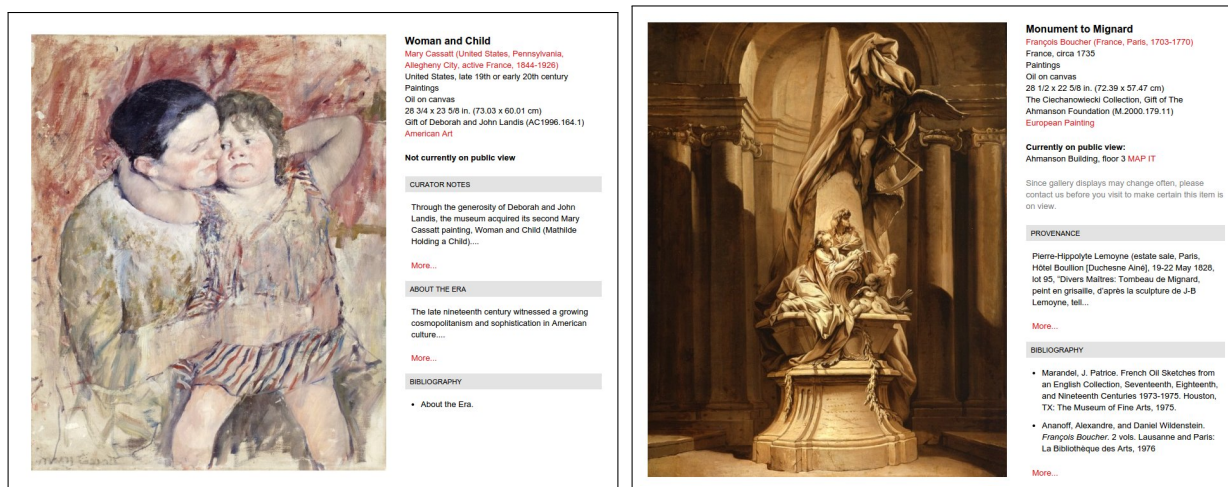 Woman and Child
Mary Cassatt (United States, Pennsylvania,
Allegheny City, active France, 1844-1926)
United States, late 19th or early 20th century
Paintings
Oil on canvas
28 3/4 x 23 5/8 in. (73.03 x 60.01 cm)
Gift of Deborah and John Landis (AC1996.164.1)
American Art
Not currently on public view
CURATOR NOTES
Through the generosity of Deborah and John
Landis, the museum acquired its second Mary
Cassatt painting, Woman and Child (Mathilde
Holding a Child)....
More...
ABOUT THE ERA
The late nineteenth century witnessed a growing
cosmopolitanism and sophistication in American
culture....
More...
BIBLIOGRAPHY
• About the Era.
Monument to Mignard
François Boucher (France, Paris, 1703-1770)
France, circa 1735
Paintings
Oil on canvas
28 1/2 x 22 5/8 in. (72.39 x 57.47 cm)
The Ciechanowiecki Collection, Gift of The
Ahmanson Foundation (M.2000.179.11)
European Painting
Currently on public view:
Ahmanson Building, floor 3 MAP IT
Since gallery displays may change often, please
contact us before you visit to make certain this item is
on view.
PROVENANCE
Pierre-Hippolyte Lemoyne (estate sale, Paris,
Hôtel Boullion [Duchesne Ainé], 19-22 May 1828,
lot 95, "Divers Maîtres: Tombeau de Mignard,
peint en grisaille, d'après la sculpture de J-B
Lemoyne, tell...
More...
BIBLIOGRAPHY
• Marandel, J. Patrice. French Oil Sketches from
an English Collection, Seventeenth, Eighteenth,
and Nineteenth Centuries 1973-1975. Houston,
TX: The Museum of Fine Arts, 1975.
• Ananoff, Alexandre, and Daniel Wildenstein.
François Boucher. 2 vols. Lausanne and Paris:
La Bibliothèque des Arts, 1976
More...